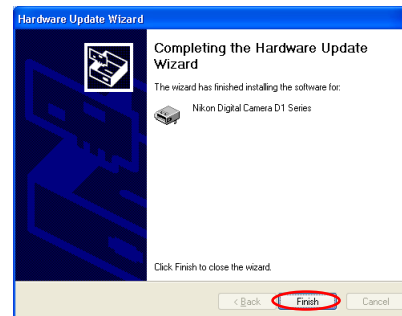 Hardware Update Wizard
Completing the Hardware Update
Wizard
The wizard has finished installing the software for:
Nikon Digital Camera D1 Series
Click Finish to close the wizard.
< Back Finish Cancel